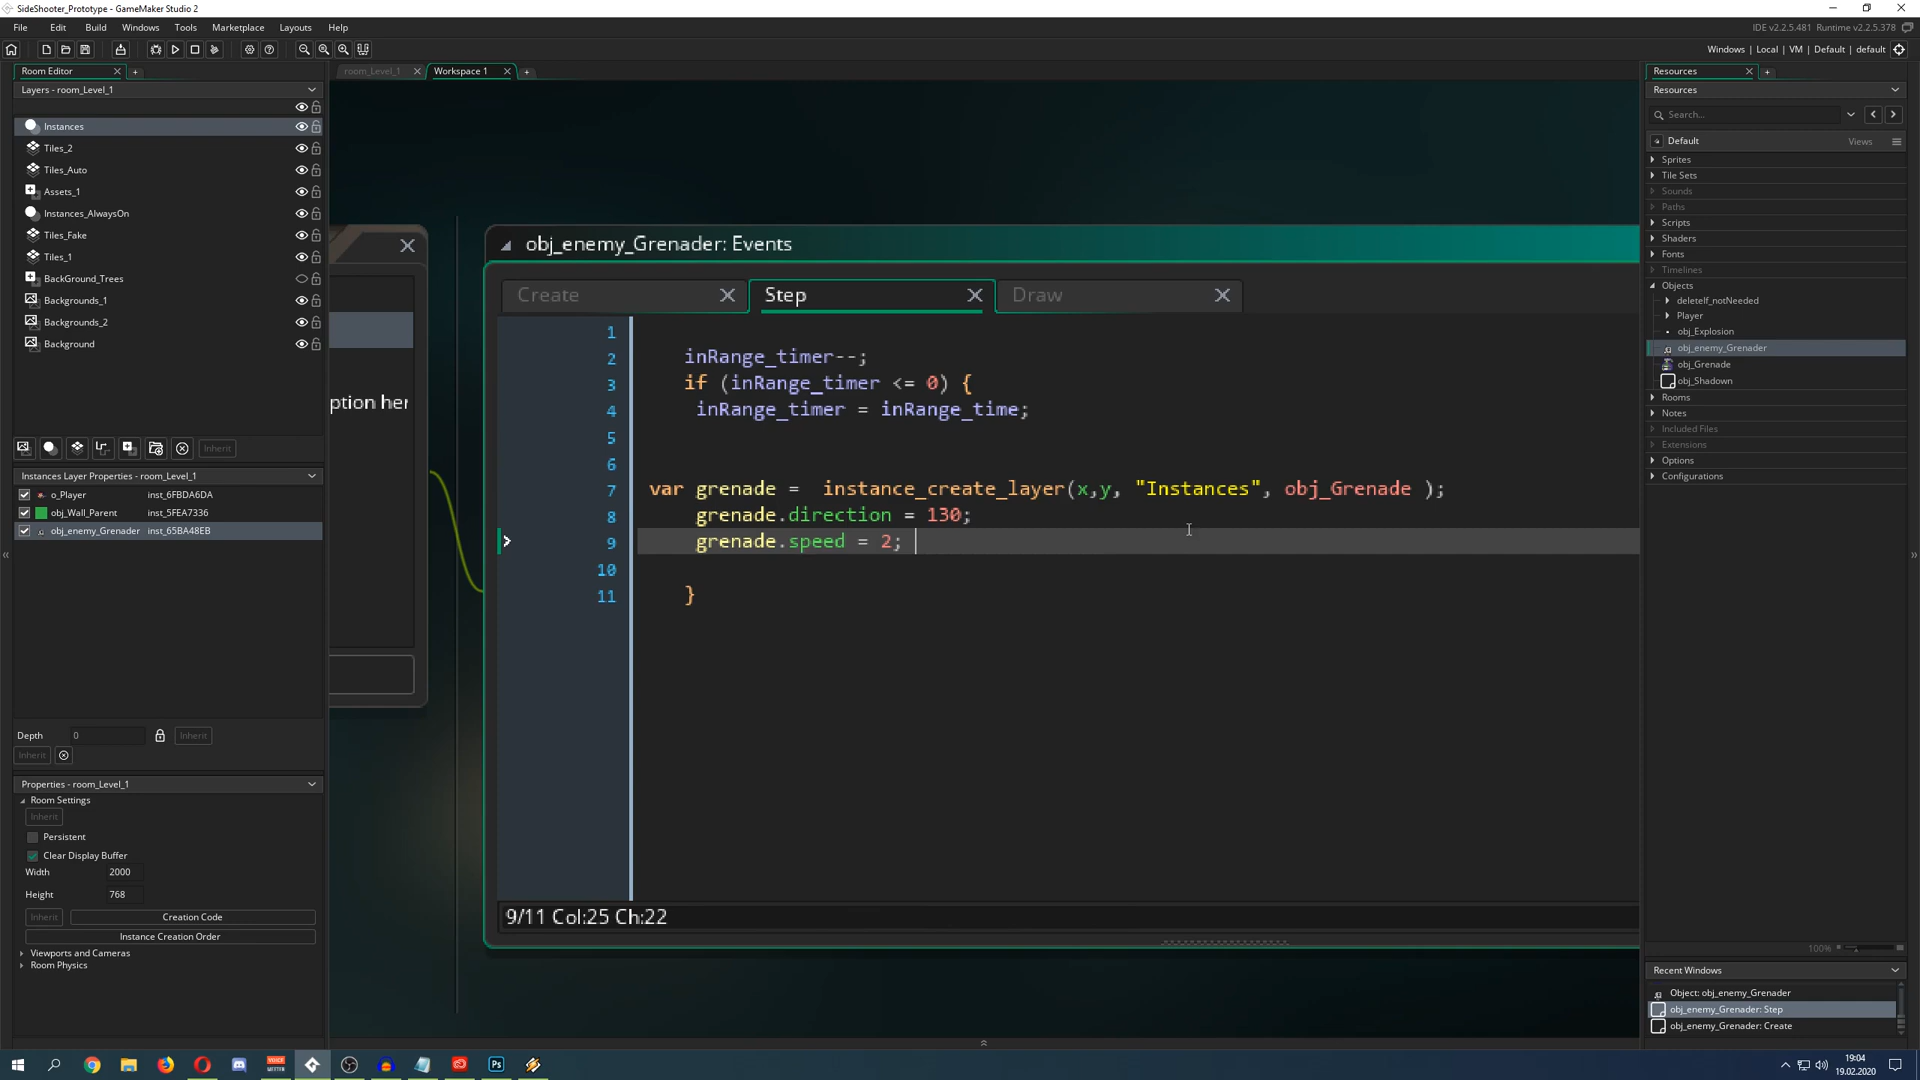 SideShooter_Prototype - GameMaker Studio 2
File Edit Build Windows Tools Marketplace Layouts Help
IDE v2.2.5.481 Runtime v2.2.5.378
Windows | Local | VM | Default | default
Room Editor
room_Level_1
Workspace 1
Layers - room_Level_1
Instances
Tiles_2
Tiles_Auto
Assets_1
Instances_AlwaysOn
Tiles_Fake
Tiles_1
BackGround_Trees
Backgrounds_1
Backgrounds_2
Background
Inherit
Instances Layer Properties - room_Level_1
o_Player inst_6FBDA6DA
obj_Wall_Parent inst_5FEA7336
obj_enemy_Grenader inst_65BA48EB
Depth 0 Inherit
Inherit
Properties - room_Level_1
Room Settings
Inherit
Persistent
Clear Display Buffer
Width 2000
Height 768
Inherit Creation Code
Instance Creation Order
Viewports and Cameras
Room Physics
ption her
obj_enemy_Grenader: Events
Create Step Draw
1
2 inRange_timer--;
3 if (inRange_timer <= 0) {
4 inRange_timer = inRange_time;
5
6
7 var grenade = instance_create_layer(x,y, "Instances", obj_Grenade );
8 grenade.direction = 130;
9 grenade.speed = 2;
10
11 }
9/11 Col:25 Ch:22
Resources
Resources
Search...
Default Views
Sprites
Tile Sets
Sounds
Paths
Scripts
Shaders
Fonts
Timelines
Objects
deleteIf_notNeeded
Player
obj_Explosion
obj_enemy_Grenader
obj_Grenade
obj_Shadown
Rooms
Notes
Included Files
Extensions
Options
Configurations
100%
Recent Windows
Object: obj_enemy_Grenader
obj_enemy_Grenader: Step
obj_enemy_Grenader: Create
Ps
19:04
19.02.2020